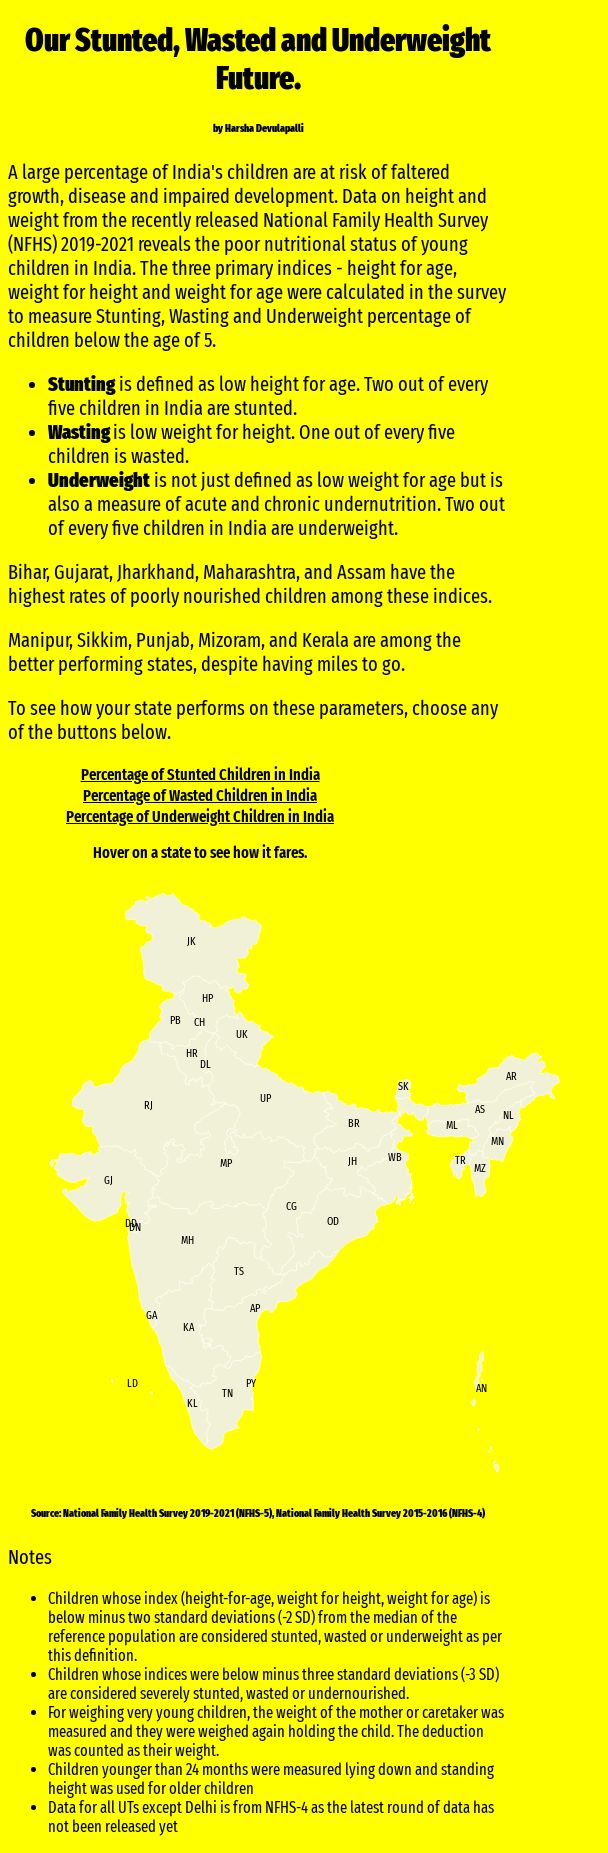 Our Stunted, Wasted and Underweight
Future.
by Harsha Devulapalli
A large percentage of India's children are at risk of faltered
growth, disease and impaired development. Data on height and
weight from the recently released National Family Health Survey
(NFHS) 2019-2021 reveals the poor nutritional status of young
children in India. The three primary indices - height for age,
weight for height and weight for age were calculated in the survey
to measure Stunting, Wasting and Underweight percentage of
children below the age of 5.
• Stunting is defined as low height for age. Two out of every
five children in India are stunted.
• Wasting is low weight for height. One out of every five
children is wasted.
• Underweight is not just defined as low weight for age but is
also a measure of acute and chronic undernutrition. Two out
of every five children in India are underweight.
Bihar, Gujarat, Jharkhand, Maharashtra, and Assam have the
highest rates of poorly nourished children among these indices.
Manipur, Sikkim, Punjab, Mizoram, and Kerala are among the
better performing states, despite having miles to go.
To see how your state performs on these parameters, choose any
of the buttons below.
Percentage of Stunted Children in India
Percentage of Wasted Children in India
Percentage of Underweight Children in India
Hover on a state to see how it fares.
JK
HP
PB
CH
UK
HR
DL
RJ
UP
SK
AR
AS
NL
ML
BR
MN
MP
JH
WB
TR
MZ
GJ
CG
OD
DD
DN
MH
TS
AP
GA
KA
LD
PY
AN
TN
KL
Source: National Family Health Survey 2019-2021 (NFHS-5), National Family Health Survey 2015-2016 (NFHS-4)
Notes
• Children whose index (height-for-age, weight for height, weight for age) is
below minus two standard deviations (-2 SD) from the median of the
reference population are considered stunted, wasted or underweight as per
this definition.
• Children whose indices were below minus three standard deviations (-3 SD)
are considered severely stunted, wasted or undernourished.
• For weighing very young children, the weight of the mother or caretaker was
measured and they were weighed again holding the child. The deduction
was counted as their weight.
• Children younger than 24 months were measured lying down and standing
height was used for older children
• Data for all UTs except Delhi is from NFHS-4 as the latest round of data has
not been released yet